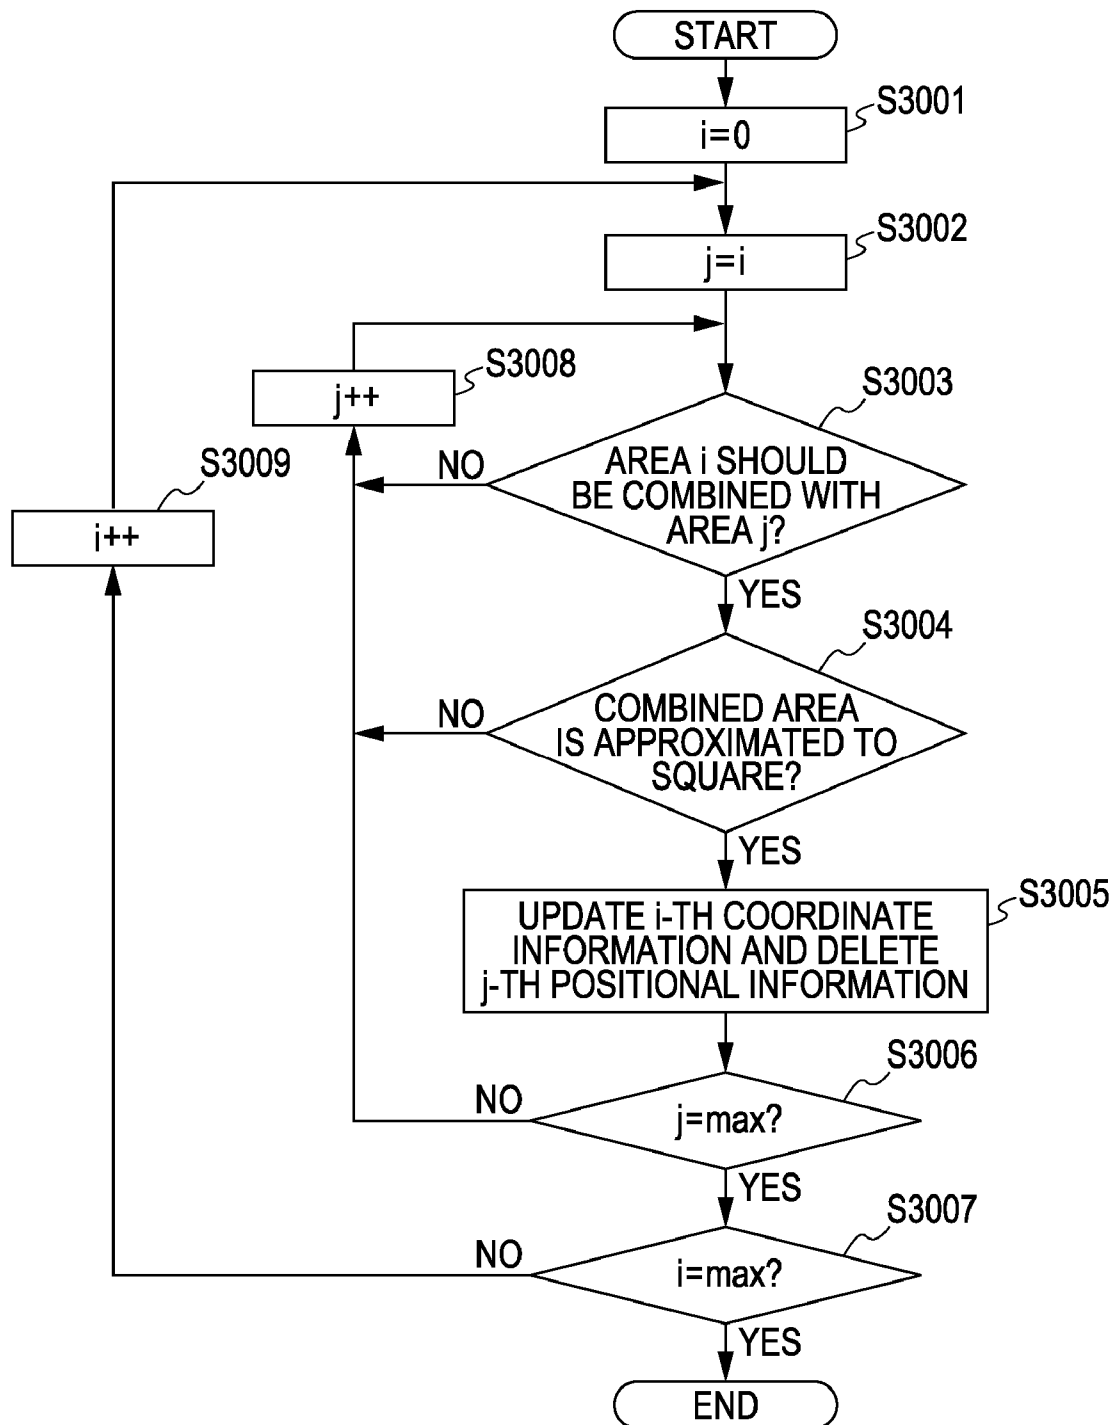 START
S3001
i=0
S3002
j=i
S3008
j++
S3003
NO
AREA i SHOULD
BE COMBINED WITH
AREA j?
S3009
i++
YES
S3004
NO
COMBINED AREA
IS APPROXIMATED TO
SQUARE?
YES
S3005
UPDATE i-TH COORDINATE
INFORMATION AND DELETE
j-TH POSITIONAL INFORMATION
S3006
NO
j=max?
YES
S3007
NO
i=max?
YES
END